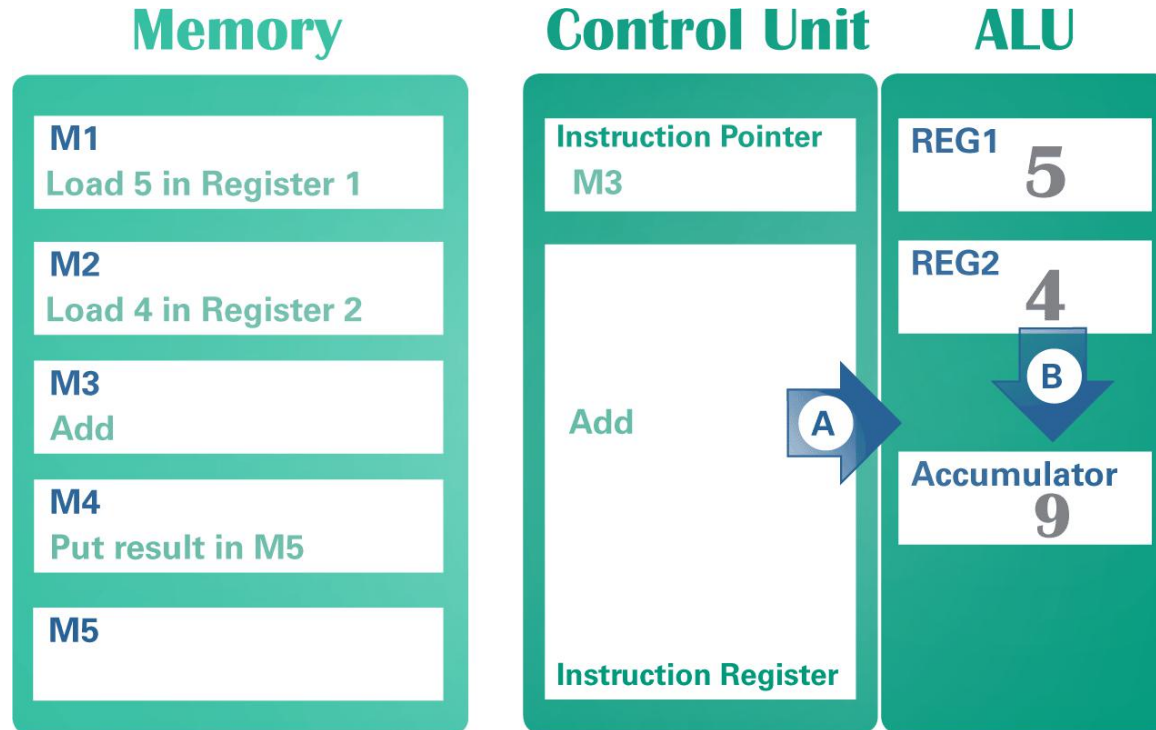 Memory
M1
Load 5 in Register 1
M2
Load 4 in Register 2
M3
Add
M4
Put result in M5
M5
Control Unit
Instruction Pointer
M3
Add
A
Instruction Register
ALU
REG1
5
REG2
4
B
Accumulator
9